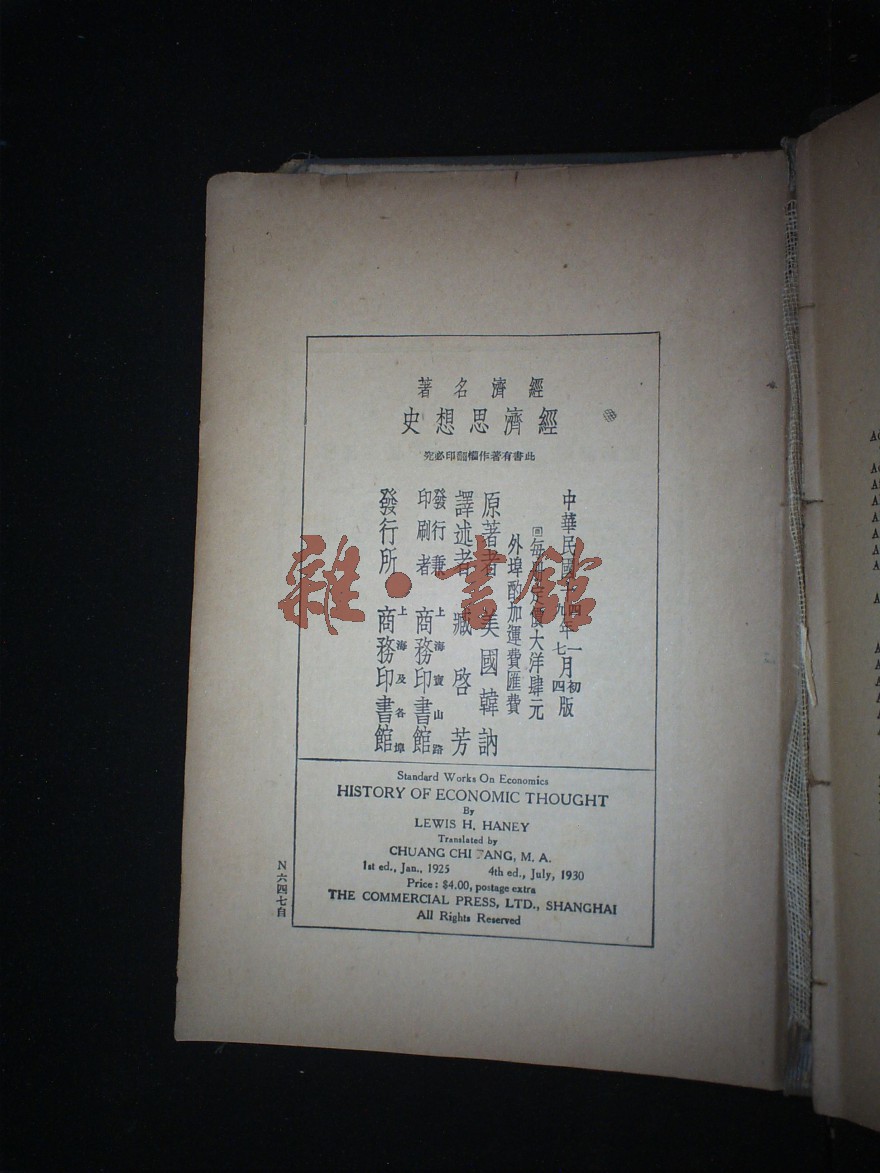 經濟名著
經濟思想史
此書有著作權翻印必究
中華民國十四年一月初版
十九年七月四版
回每冊定價大洋肆元
外埠酌加運費匯費
原著者 美國韓訥
譯述者 臧啓芳
發行兼印刷者 上海寶山路 商務印書館
發行所 上海及各埠 商務印書館
Standard Works On Economics
HISTORY OF ECONOMIC THOUGHT
By
LEWIS H. HANEY
Translated by
CHUANG CHI ANG, M. A.
1st ed., Jan., 1925 4th ed., July, 1930
Price: $4.00, postage extra
THE COMMERCIAL PRESS, LTD., SHANGHAI
All Rights Reserved
N六四七自
雜·書館